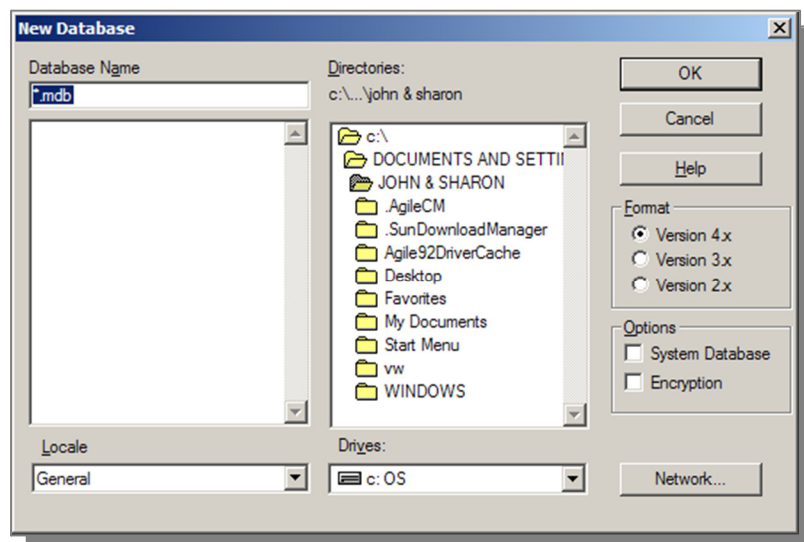 New Database
Database Name
*.mdb
Directories:
c:\...\john & sharon
c:\
DOCUMENTS AND SETTII
JOHN & SHARON
.AgileCM
.SunDownloadManager
Agile92DriverCache
Desktop
Favorites
My Documents
Start Menu
vw
WINDOWS
OK
Cancel
Help
Format
Version 4.x
Version 3.x
Version 2.x
Options
System Database
Encryption
Locale
General
Drives:
c: OS
Network...